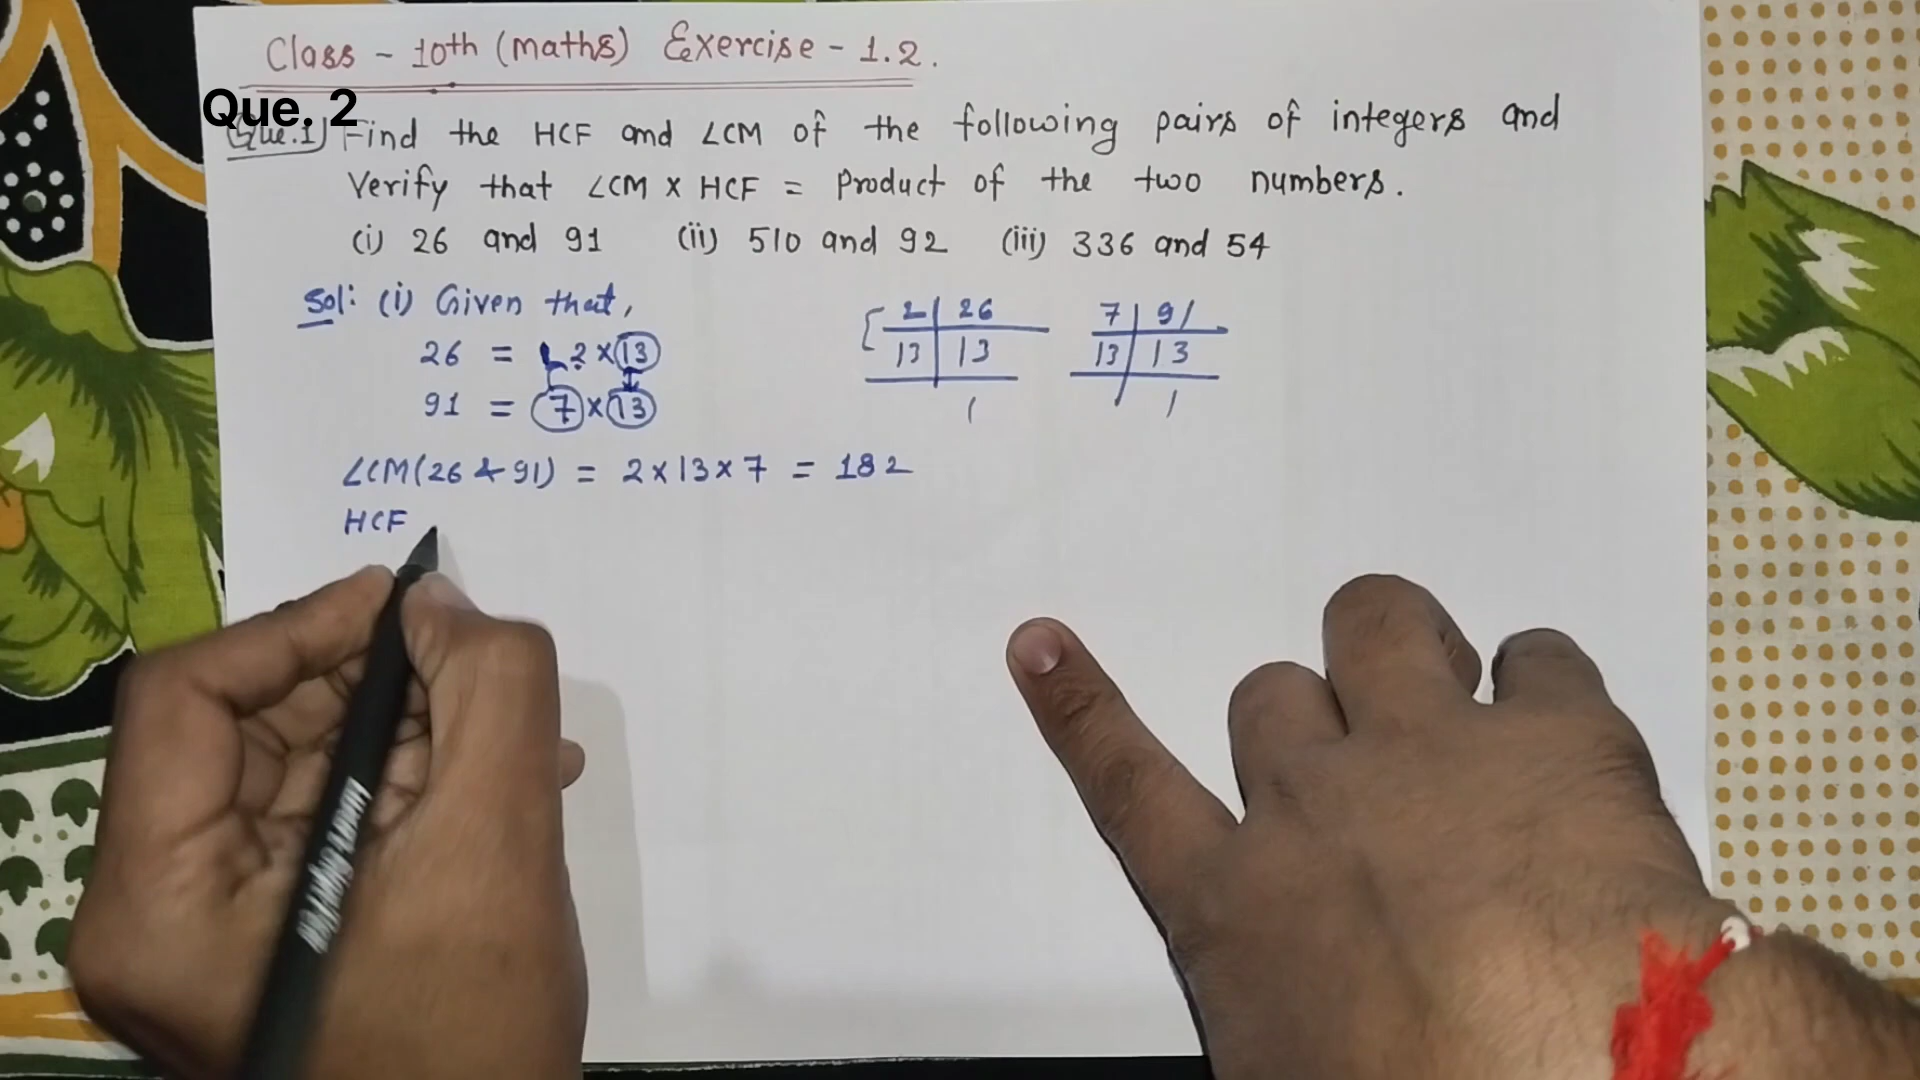 Class - 10th (maths) Exercise - 1.2.
Que. 2
Que.1) Find the HCF and LCM of the following pairs of integers and
Verify that LCM X HCF = Product of the two numbers.
(i) 26 and 91 (ii) 510 and 92 (iii) 336 and 54
Sol: (i) Given that,
26 = 2 × 13
91 = 7 × 13
2 | 26
13 | 13
1
7 | 91
13 | 13
1
LCM(26 & 91) = 2 × 13 × 7 = 182
HCF